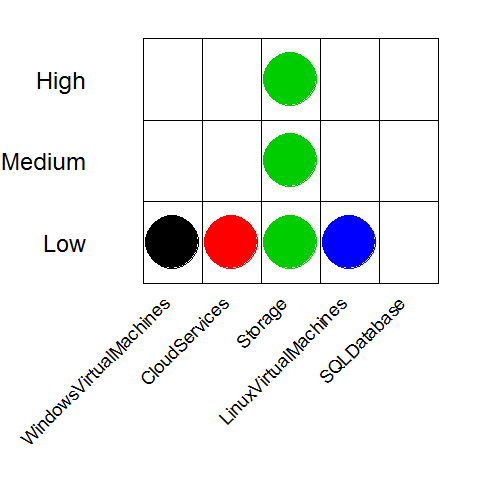 High
Medium
Low
WindowsVirtualMachines
CloudServices
Storage
LinuxVirtualMachines
SQLDatabase